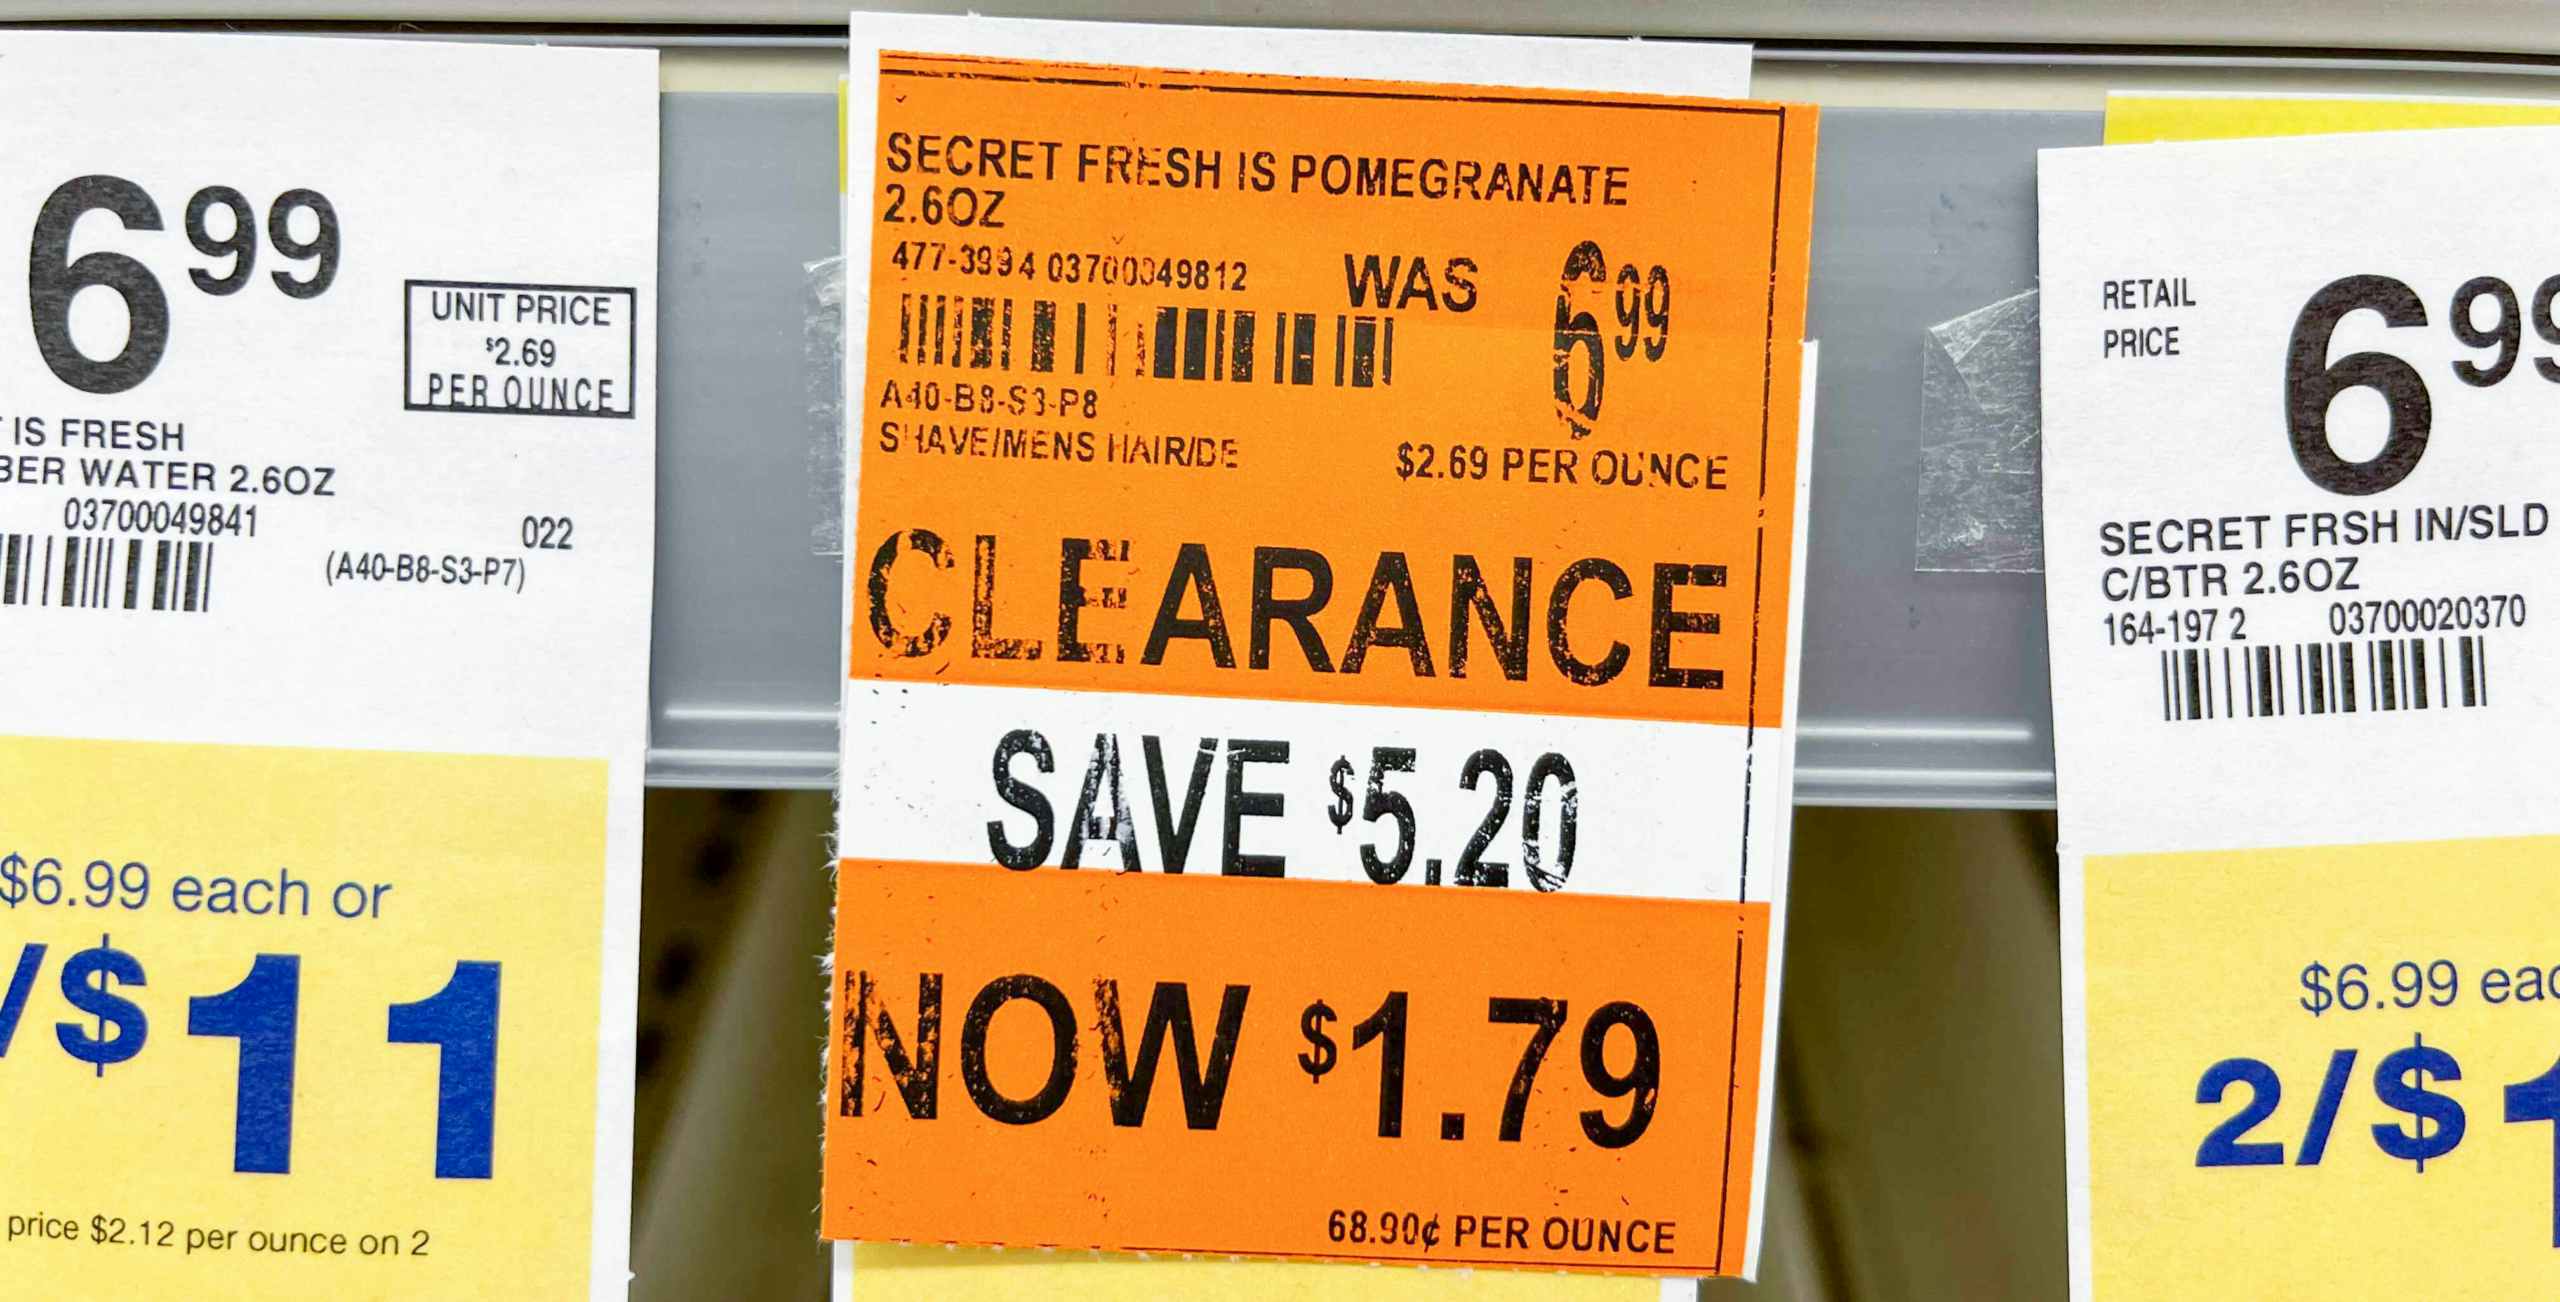 6 99
UNIT PRICE
$2.69
PER OUNCE
IS FRESH
BER WATER 2.6OZ
03700049841
022
(A40-B8-S3-P7)
$6.99 each or
/$11
price $2.12 per ounce on 2
SECRET FRESH IS POMEGRANATE
2.6OZ
477-3994 03700049812
WAS 6 99
A40-B8-S3-P8
SHAVE/MENS HAIR/DE
$2.69 PER OUNCE
CLEARANCE
SAVE $5.20
NOW $1.79
68.90¢ PER OUNCE
RETAIL
PRICE
6 99
SECRET FRSH IN/SLD
C/BTR 2.6OZ
164-197 2 03700020370
$6.99 eac
2/$1